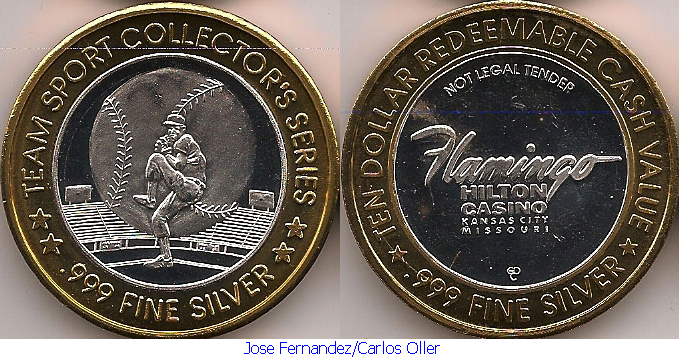 TEAM SPORT COLLECTOR'S SERIES
.999 FINE SILVER
TEN DOLLAR REDEEMABLE CASH VALUE
NOT LEGAL TENDER
Flamingo
HILTON
CASINO
KANSAS CITY
MISSOURI
GDC
.999 FINE SILVER
Jose Fernandez/Carlos Oller